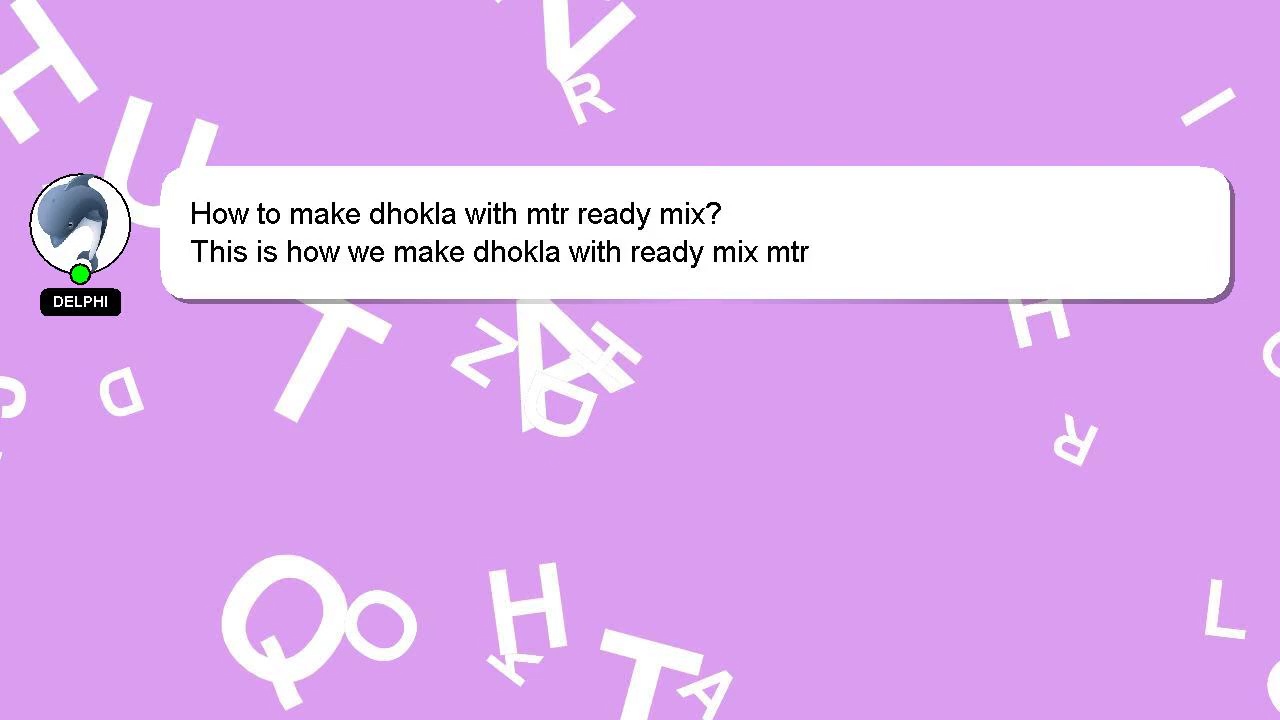 How to make dhokla with mtr ready mix?
This is how we make dhokla with ready mix mtr
DELPHI
H
U
V
R
I
T
Z
A
H
D
D
H
R
Q
O
H
K
T
A
L